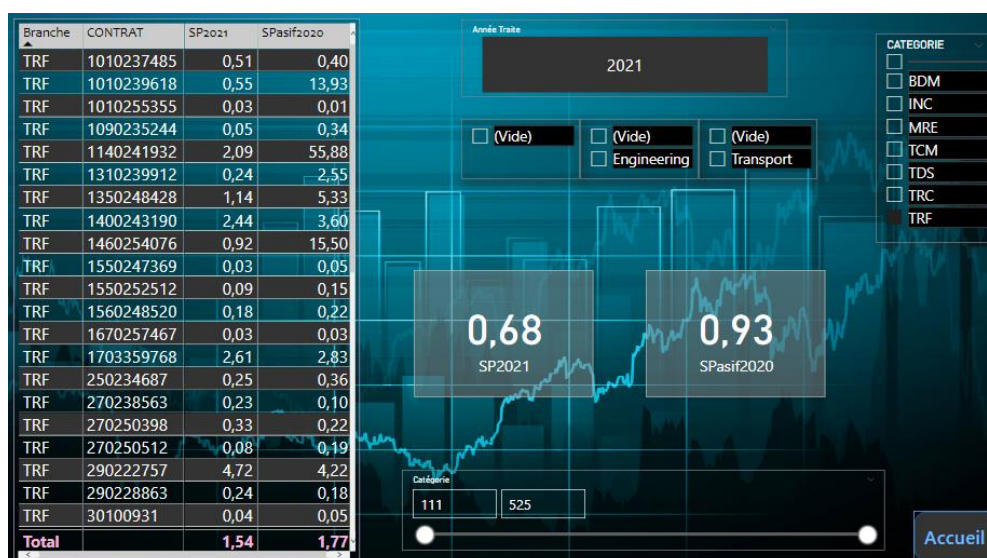 Branche CONTRAT SP2021 SPasif2020
TRF 1010237485 0,51 0,40
TRF 1010239618 0,55 13,93
TRF 1010255355 0,03 0,01
TRF 1090235244 0,05 0,34
TRF 1140241932 2,09 55,88
TRF 1310239912 0,24 2,55
TRF 1350248428 1,14 5,33
TRF 1400243190 2,44 3,60
TRF 1460254076 0,92 15,50
TRF 1550247369 0,03 0,05
TRF 1550252512 0,09 0,15
TRF 1560248520 0,18 0,22
TRF 1670257467 0,03 0,03
TRF 1703359768 2,61 2,83
TRF 250234687 0,25 0,36
TRF 270238563 0,23 0,10
TRF 270250398 0,33 0,22
TRF 270250512 0,08 0,19
TRF 290222757 4,72 4,22
TRF 290228863 0,24 0,18
TRF 30100931 0,04 0,05
Total 1,54 1,77
Année Traite
2021
(Vide) (Vide) (Vide)
Engineering Transport
CATEGORIE
BDM
INC
MRE
TCM
TDS
TRC
TRF
0,68
SP2021
0,93
SPasif2020
Catégorie
111 525
Accueil